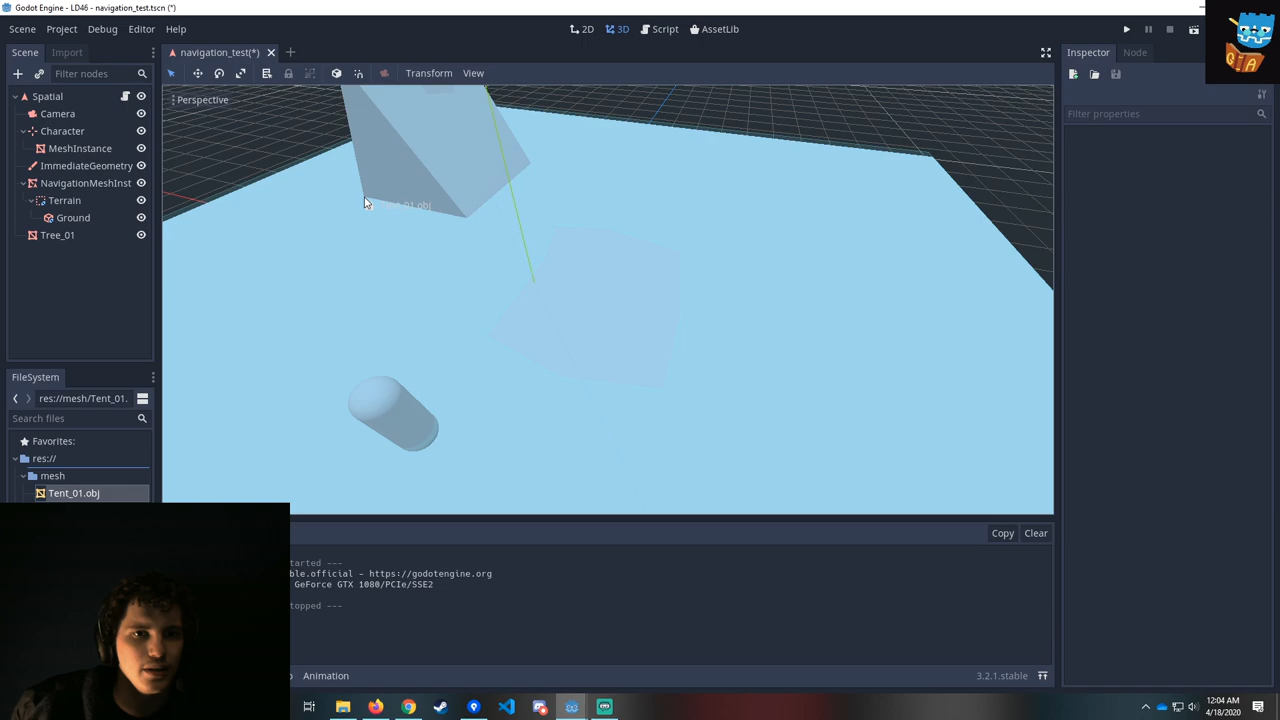 Godot Engine - LD46 - navigation_test.tscn (*)
Scene Project Debug Editor Help
2D 3D Script AssetLib
Scene Import
navigation_test(*)
Inspector Node
Filter nodes
Transform View
Perspective
Spatial
Camera
Character
MeshInstance
ImmediateGeometry
NavigationMeshInst
Terrain
Ground
Tree_01
Filter properties
FileSystem
res://mesh/Tent_01.
Search files
Favorites:
res://
mesh
Tent_01.obj
Q A
Copy Clear
tarted ---
ble.official - https://godotengine.org
GeForce GTX 1080/PCIe/SSE2
topped ---
Animation
3.2.1.stable
12:04 AM
4/18/2020